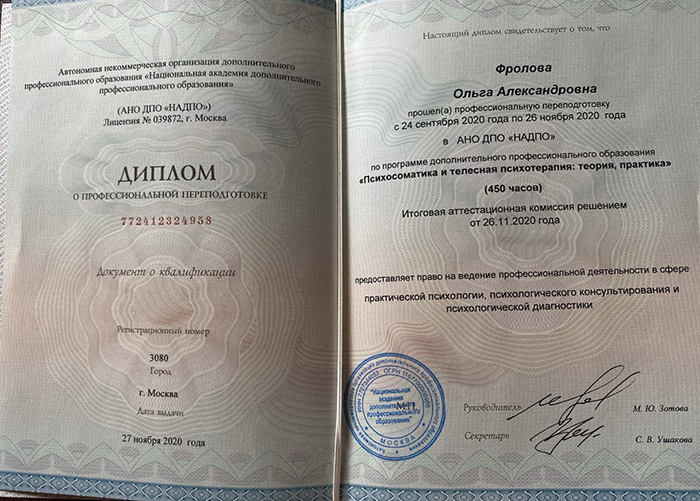 Автономная некоммерческая организация дополнительного
профессионального образования «Национальная академия дополнительного
профессионального образования»
(АНО ДПО «НАДПО»)
Лицензия № 039872, г. Москва
ДИПЛОМ
О ПРОФЕССИОНАЛЬНОЙ ПЕРЕПОДГОТОВКЕ
772412324958
Документ о квалификации
Регистрационный номер
3080
Город
г. Москва
Дата выдачи
27 ноября 2020 года
Настоящий диплом свидетельствует о том, что
Фролова
Ольга Александровна
прошел(а) профессиональную переподготовку
с 24 сентября 2020 года по 26 ноября 2020 года
в АНО ДПО «НАДПО»
по программе дополнительного профессионального образования
«Психосоматика и телесная психотерапия: теория, практика»
(450 часов)
Итоговая аттестационная комиссия решением
от 26.11.2020 года
предоставляет право на ведение профессиональной деятельности в сфере
практической психологии, психологического консультирования и
психологической диагностики
"Национальная
академия
дополнительного
профессионального
образования"
МОСКВА
М.П.
Руководитель
М. Ю. Зотова
Секретарь
С. В. Ушакова